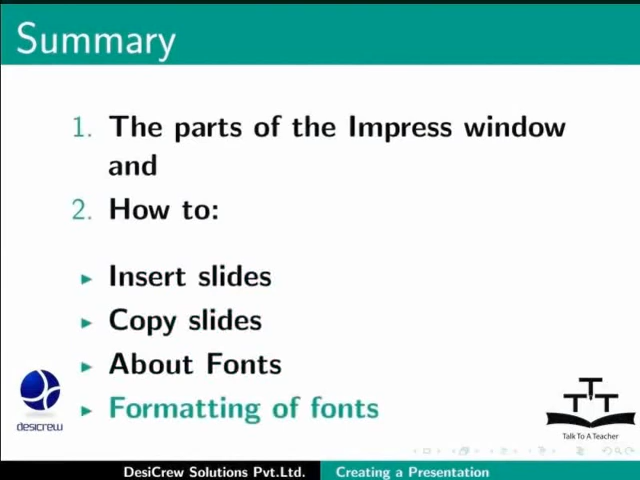 Summary
1. The parts of the Impress window
and
2. How to:
▶ Insert slides
▶ Copy slides
▶ About Fonts
▶ Formatting of fonts
desicrew
TTT
Talk To A Teacher
DesiCrew Solutions Pvt.Ltd. Creating a Presentation